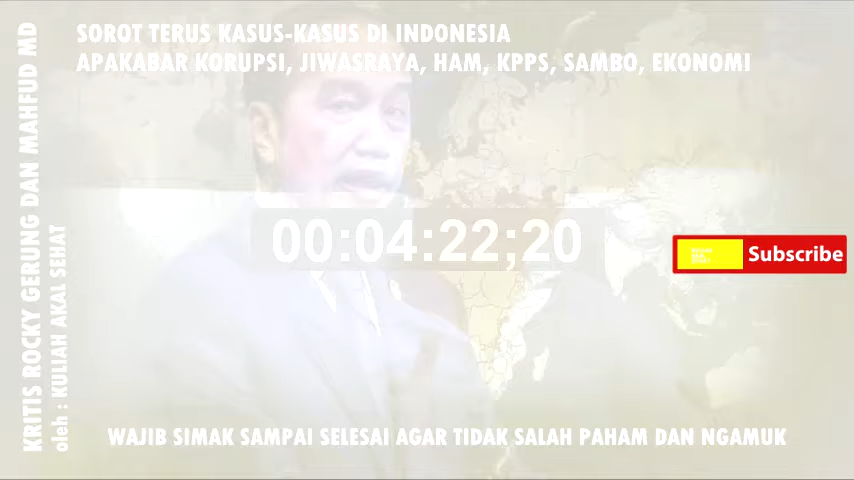 SOROT TERUS KASUS-KASUS DI INDONESIA
APAKABAR KORUPSI, JIWASRAYA, HAM, KPPS, SAMBO, EKONOMI
KRITIS ROCKY GERUNG DAN MAHFUD MD
oleh : KULIAH AKAL SEHAT
00:04:22;20
Subscribe
WAJIB SIMAK SAMPAI SELESAI AGAR TIDAK SALAH PAHAM DAN NGAMUK